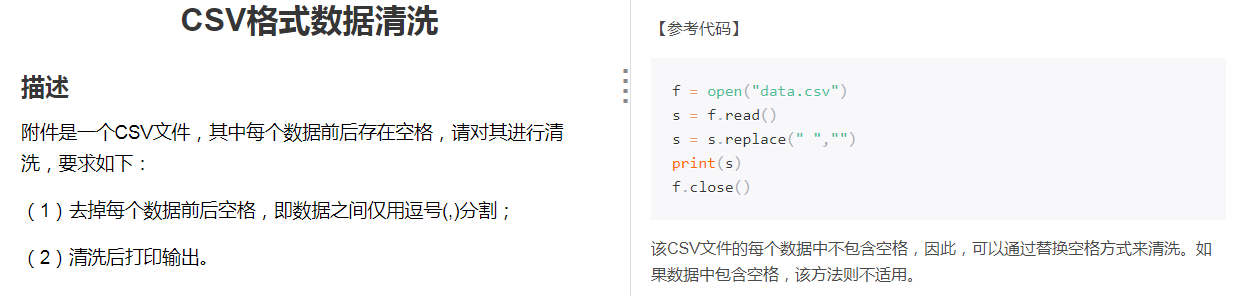 CSV格式数据清洗
描述
附件是一个CSV文件，其中每个数据前后存在空格，请对其进行清
洗，要求如下：
（1）去掉每个数据前后空格，即数据之间仅用逗号(,)分割；
（2）清洗后打印输出。
【参考代码】
f = open("data.csv")
s = f.read()
s = s.replace(" ","")
print(s)
f.close()
该CSV文件的每个数据中不包含空格，因此，可以通过替换空格方式来清洗。如
果数据中包含空格，该方法则不适用。